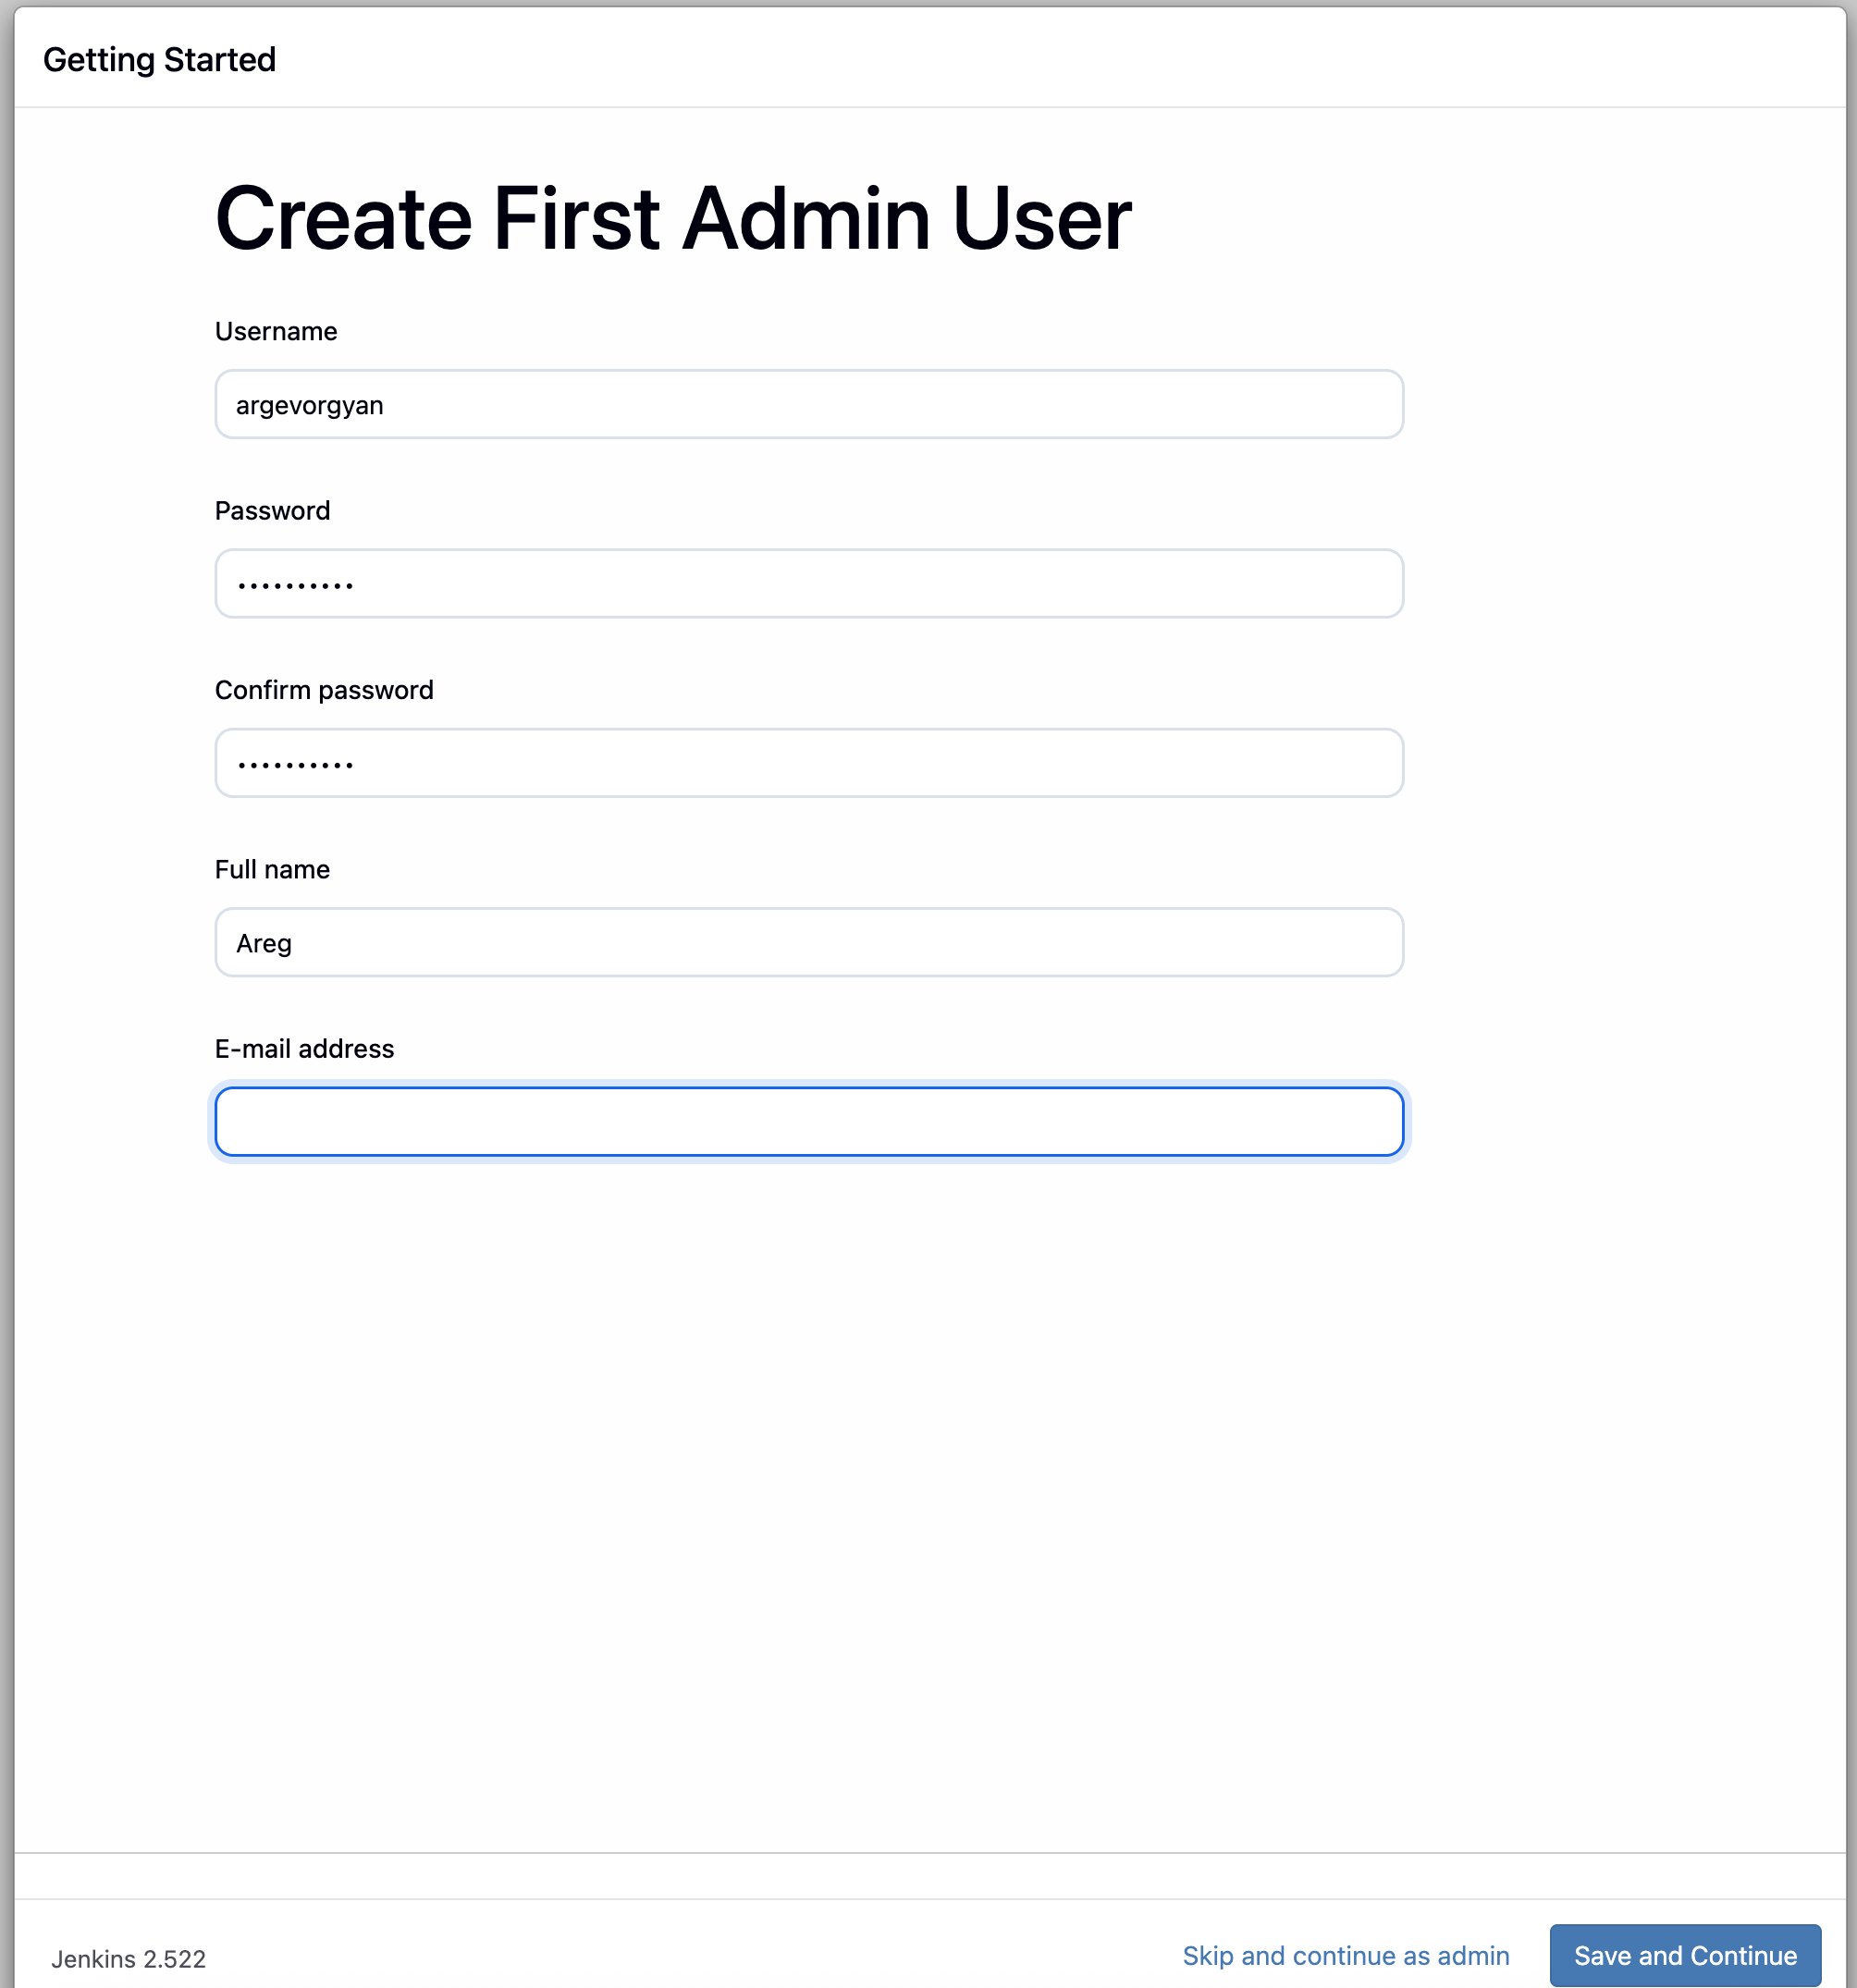 Getting Started
Create First Admin User
Username
argevorgyan
Password
••••••••••
Confirm password
••••••••••
Full name
Areg
E-mail address
Jenkins 2.522
Skip and continue as admin
Save and Continue